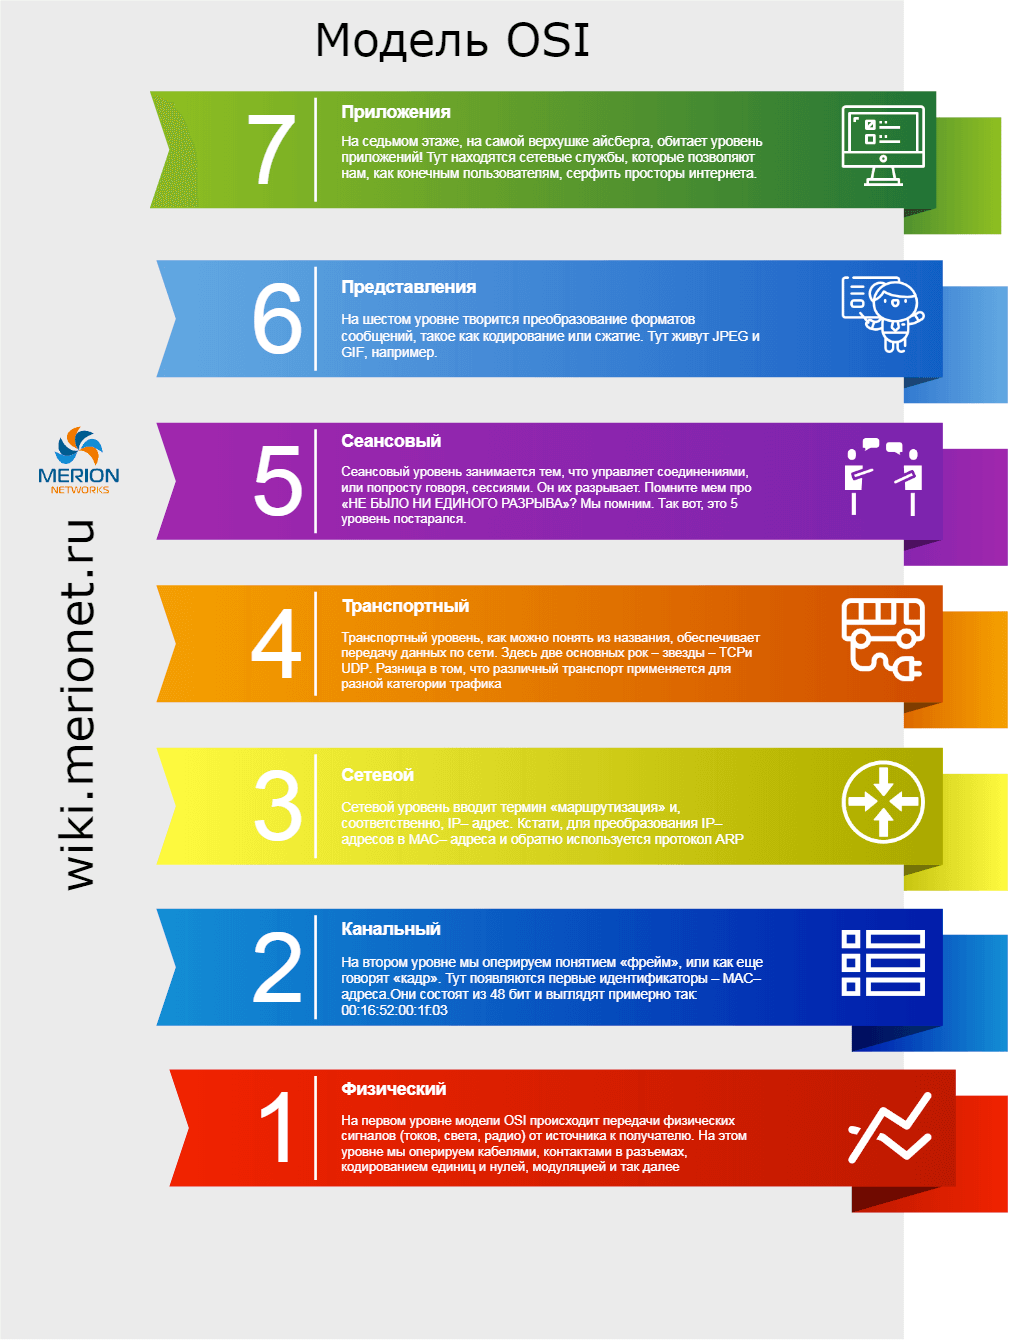 Модель OSI
7
Приложения
На седьмом этаже, на самой верхушке айсберга, обитает уровень
приложений! Тут находятся сетевые службы, которые позволяют
нам, как конечным пользователям, серфить просторы интернета.
6
Представления
На шестом уровне творится преобразование форматов
сообщений, такое как кодирование или сжатие. Тут живут JPEG и
GIF, например.
5
Сеансовый
Сеансовый уровень занимается тем, что управляет соединениями,
или попросту говоря, сессиями. Он их разрывает. Помните мем про
«НЕ БЫЛО НИ ЕДИНОГО РАЗРЫВА»? Мы помним. Так вот, это 5
уровень постарался.
MERION
NETWORKS
wiki.merionet.ru
4
Транспортный
Транспортный уровень, как можно понять из названия, обеспечивает
передачу данных по сети. Здесь две основных рок – звезды – TCPи
UDP. Разница в том, что различный транспорт применяется для
разной категории трафика
3
Сетевой
Сетевой уровень вводит термин «маршрутизация» и,
соответственно, IP– адрес. Кстати, для преобразования IP–
адресов в MAC– адреса и обратно используется протокол ARP
2
Канальный
На втором уровне мы оперируем понятием «фрейм», или как еще
говорят «кадр». Тут появляются первые идентификаторы – MAC–
адреса.Они состоят из 48 бит и выглядят примерно так:
00:16:52:00:1f:03
1
Физический
На первом уровне модели OSI происходит передачи физических
сигналов (токов, света, радио) от источника к получателю. На этом
уровне мы оперируем кабелями, контактами в разъемах,
кодированием единиц и нулей, модуляцией и так далее